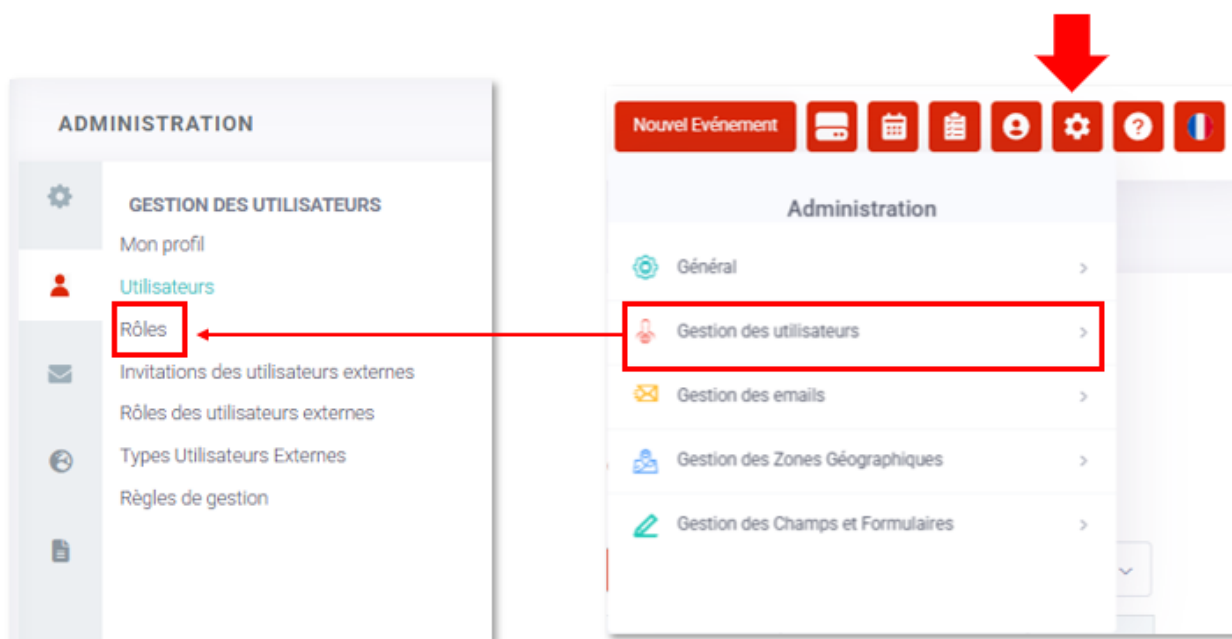 ADMINISTRATION
GESTION DES UTILISATEURS
Mon profil
Utilisateurs
Rôles
Invitations des utilisateurs externes
Rôles des utilisateurs externes
Types Utilisateurs Externes
Règles de gestion
Nouvel Evénement
Administration
Général
Gestion des utilisateurs
Gestion des emails
Gestion des Zones Géographiques
Gestion des Champs et Formulaires